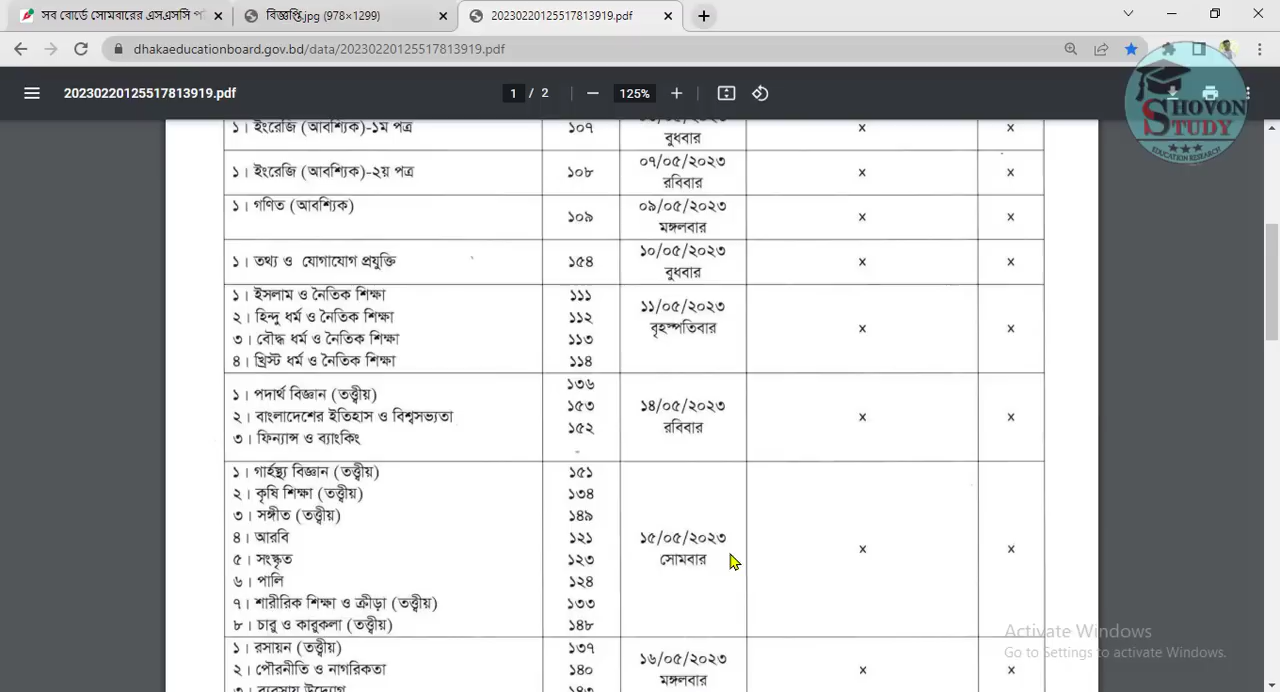 সব বোর্ডে সোমবারের এসএসসি
বিজ্ঞপ্তি.jpg (978×1299)
20230220125517813919.pdf
dhakaeducationboard.gov.bd/data/20230220125517813919.pdf
20230220125517813919.pdf
1 / 2
125%
SHOVON
STUDY
EDUCATION RESEARCH
১। ইংরেজি (আবশ্যিক)-১ম পত্র ১০৭ বুধবার x x
১। ইংরেজি (আবশ্যিক)-২য় পত্র ১০৮ ০৭/০৫/২০২৩ রবিবার x x
১। গণিত (আবশ্যিক) ১০৯ ০৯/০৫/২০২৩ মঙ্গলবার x x
১। তথ্য ও যোগাযোগ প্রযুক্তি ১৫৪ ১০/০৫/২০২৩ বুধবার x x
১। ইসলাম ও নৈতিক শিক্ষা ১১১
২। হিন্দু ধর্ম ও নৈতিক শিক্ষা ১১২
৩। বৌদ্ধ ধর্ম ও নৈতিক শিক্ষা ১১৩
৪। খ্রিস্ট ধর্ম ও নৈতিক শিক্ষা ১১৪
১১/০৫/২০২৩
বৃহস্পতিবার
x x
১। পদার্থ বিজ্ঞান (তত্ত্বীয়) ১৩৬
২। বাংলাদেশের ইতিহাস ও বিশ্বসভ্যতা ১৫৩
৩। ফিন্যান্স ও ব্যাংকিং ১৫২
১৪/০৫/২০২৩
রবিবার
x x
১। গার্হস্থ্য বিজ্ঞান (তত্ত্বীয়) ১৫১
২। কৃষি শিক্ষা (তত্ত্বীয়) ১৩৪
৩। সঙ্গীত (তত্ত্বীয়) ১৪৯
৪। আরবি ১২১
৫। সংস্কৃত ১২৩
৬। পালি ১২৪
৭। শারীরিক শিক্ষা ও ক্রীড়া (তত্ত্বীয়) ১৩৩
৮। চারু ও কারুকলা (তত্ত্বীয়) ১৪৮
১৫/০৫/২০২৩
সোমবার
x x
১। রসায়ন (তত্ত্বীয়) ১৩৭
২। পৌরনীতি ও নাগরিকতা ১৪০
১৬/০৫/২০২৩
মঙ্গলবার
x x
Activate Windows
Go to Settings to activate Windows.